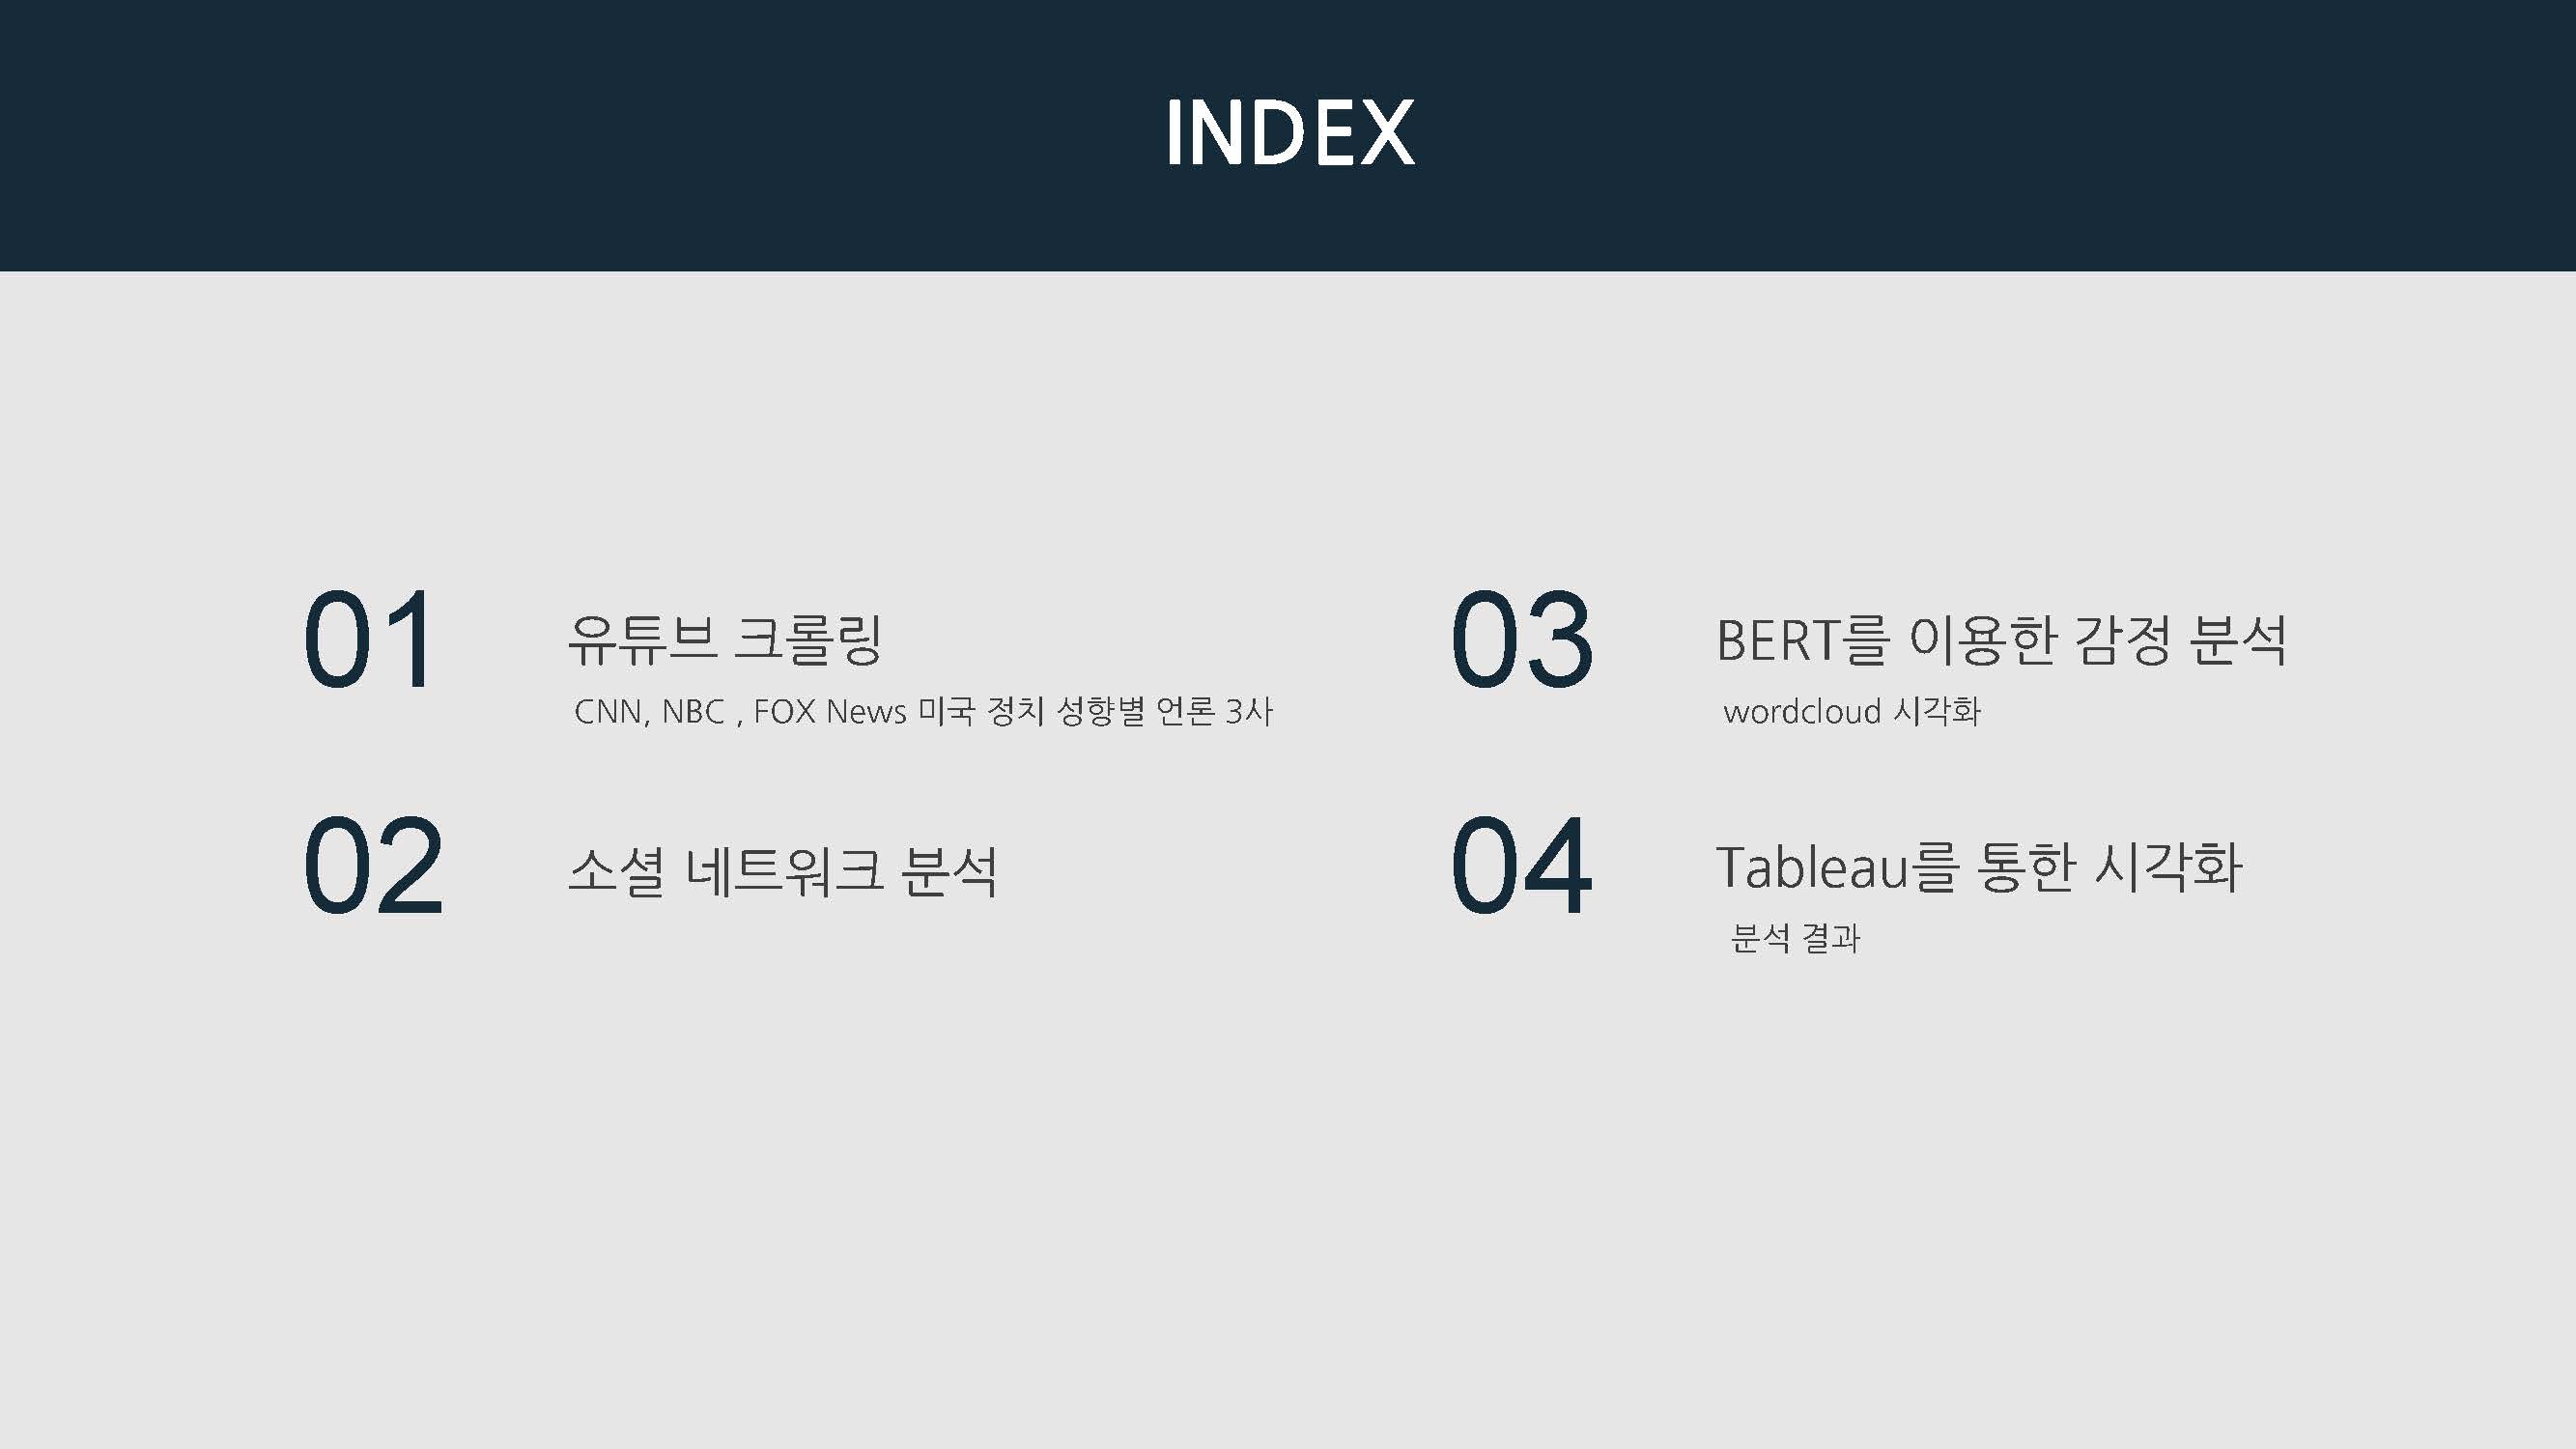 INDEX
01
유튜브 크롤링
CNN, NBC , FOX News 미국 정치 성향별 언론 3사
02
소셜 네트워크 분석
03
BERT를 이용한 감정 분석
wordcloud 시각화
04
Tableau를 통한 시각화
분석 결과